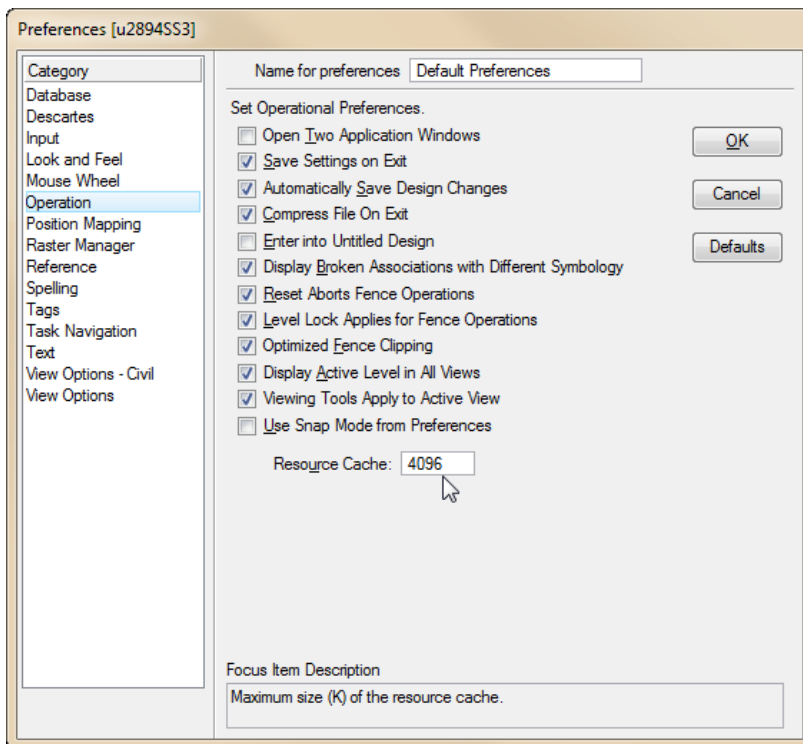 Preferences [u2894SS3]
Category
Database
Descartes
Input
Look and Feel
Mouse Wheel
Operation
Position Mapping
Raster Manager
Reference
Spelling
Tags
Task Navigation
Text
View Options - Civil
View Options
Name for preferences Default Preferences
Set Operational Preferences.
Open Two Application Windows
Save Settings on Exit
Automatically Save Design Changes
Compress File On Exit
Enter into Untitled Design
Display Broken Associations with Different Symbology
Reset Aborts Fence Operations
Level Lock Applies for Fence Operations
Optimized Fence Clipping
Display Active Level in All Views
Viewing Tools Apply to Active View
Use Snap Mode from Preferences
Resource Cache: 4096
OK
Cancel
Defaults
Focus Item Description
Maximum size (K) of the resource cache.